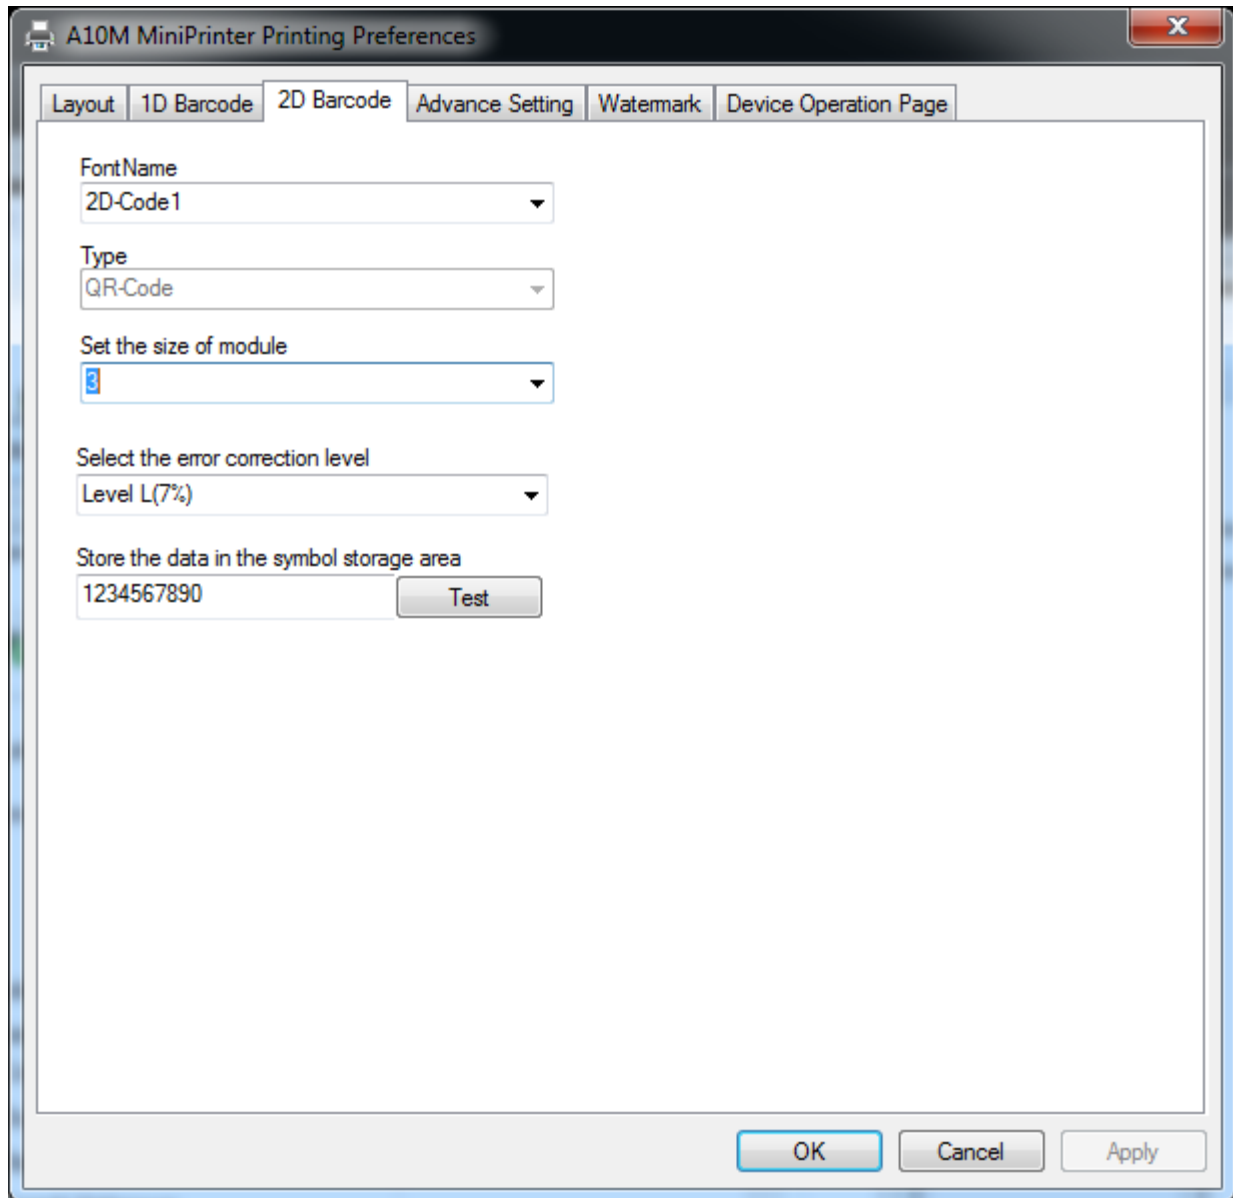 A10M MiniPrinter Printing Preferences
Layout 1D Barcode 2D Barcode Advance Setting Watermark Device Operation Page
FontName
2D-Code1
Type
QR-Code
Set the size of module
3
Select the error correction level
Level L(7%)
Store the data in the symbol storage area
1234567890 Test
OK Cancel Apply